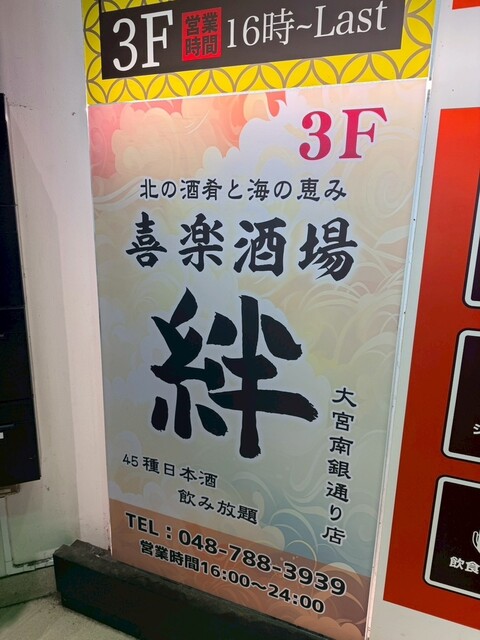 3F 営業時間 16時~Last
3F
北の酒肴と海の恵み
喜楽酒場
絆
大宮南銀通り店
45種日本酒
飲み放題
TEL：048-788-3939
営業時間16:00～24:00
飲食